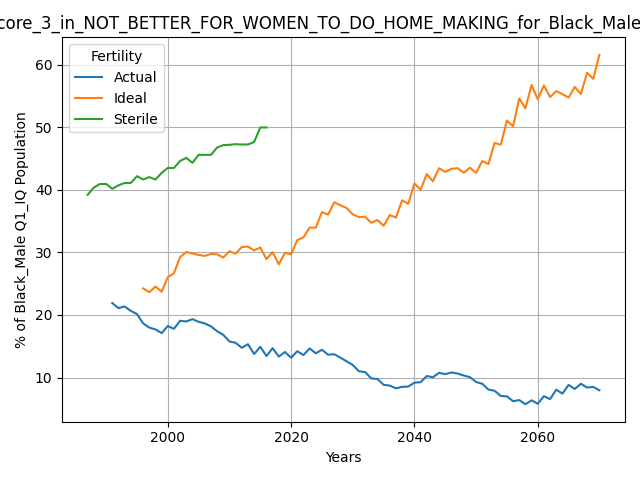 core_3_in_NOT_BETTER_FOR_WOMEN_TO_DO_HOME_MAKING_for_Black_Male
Fertility
Actual
Ideal
Sterile
% of Black_Male Q1_IQ Population
60
50
40
30
20
10
2000
2020
2040
2060
Years